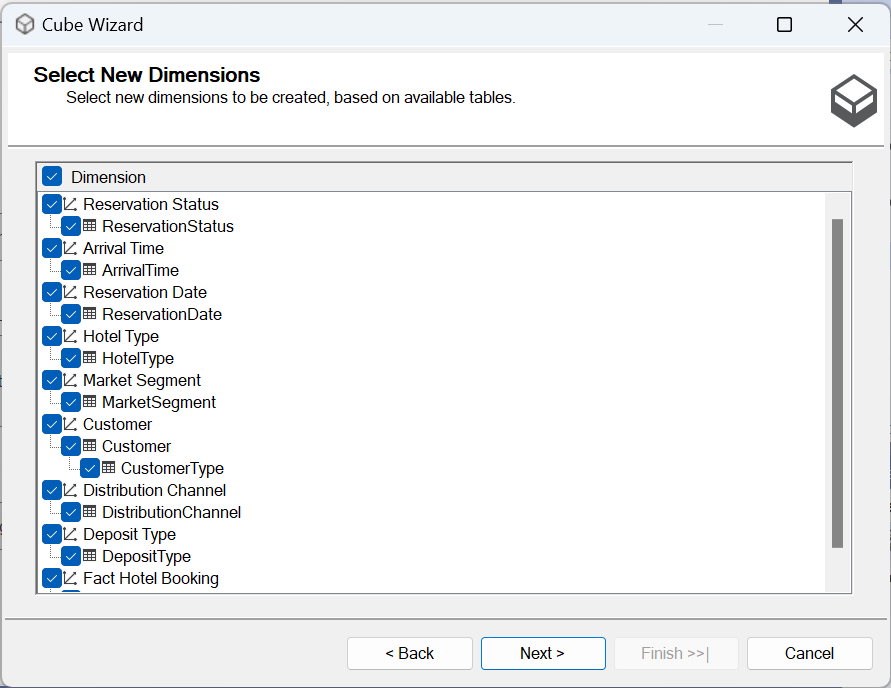 Cube Wizard
Select New Dimensions
Select new dimensions to be created, based on available tables.
Dimension
Reservation Status
ReservationStatus
Arrival Time
ArrivalTime
Reservation Date
ReservationDate
Hotel Type
HotelType
Market Segment
MarketSegment
Customer
Customer
CustomerType
Distribution Channel
DistributionChannel
Deposit Type
DepositType
Fact Hotel Booking
< Back
Next >
Finish >>|
Cancel